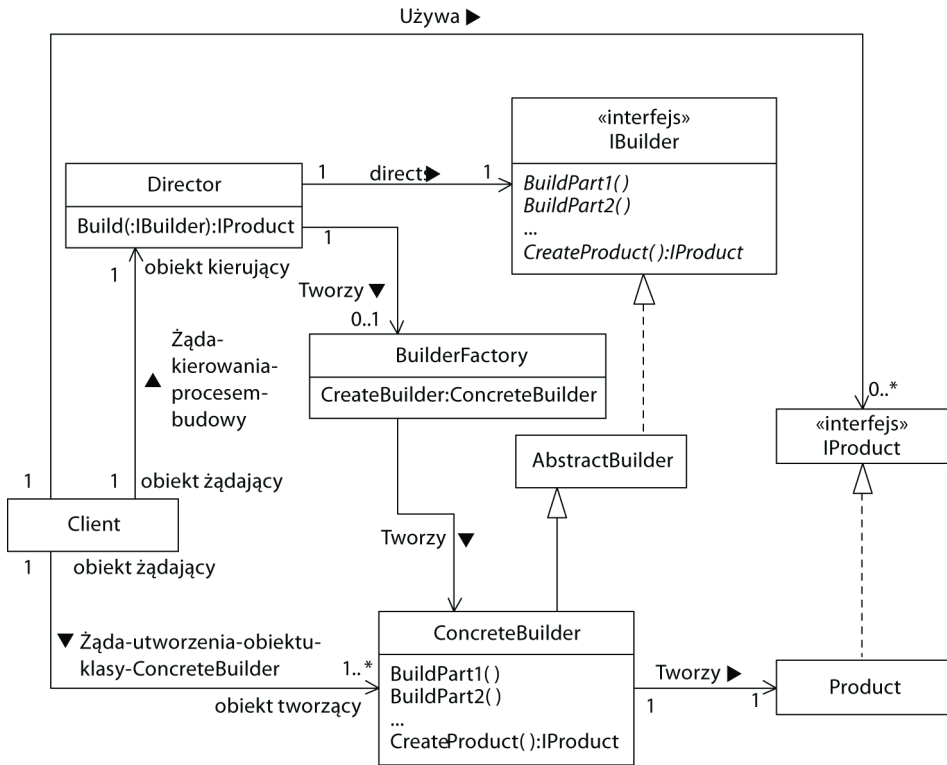 Używa ▶
«interfejs»
IBuilder
BuildPart1( )
BuildPart2( )
...
CreateProduct( ):IProduct
Director
Build(:IBuilder):IProduct
1
directs▶
1
1
obiekt kierujący
1
Tworzy ▼
0..1
BuilderFactory
CreateBuilder:ConcreteBuilder
▲
Żąda-
kierowania-
procesem-
budowy
0..*
«interfejs»
IProduct
AbstractBuilder
1
1
obiekt żądający
Client
1
obiekt żądający
Tworzy ▼
▼ Żąda-utworzenia-obiektu-
klasy-ConcreteBuilder
1..*
obiekt tworzący
ConcreteBuilder
BuildPart1( )
BuildPart2( )
...
CreateProduct( ):IProduct
Tworzy ▶
1
1
Product